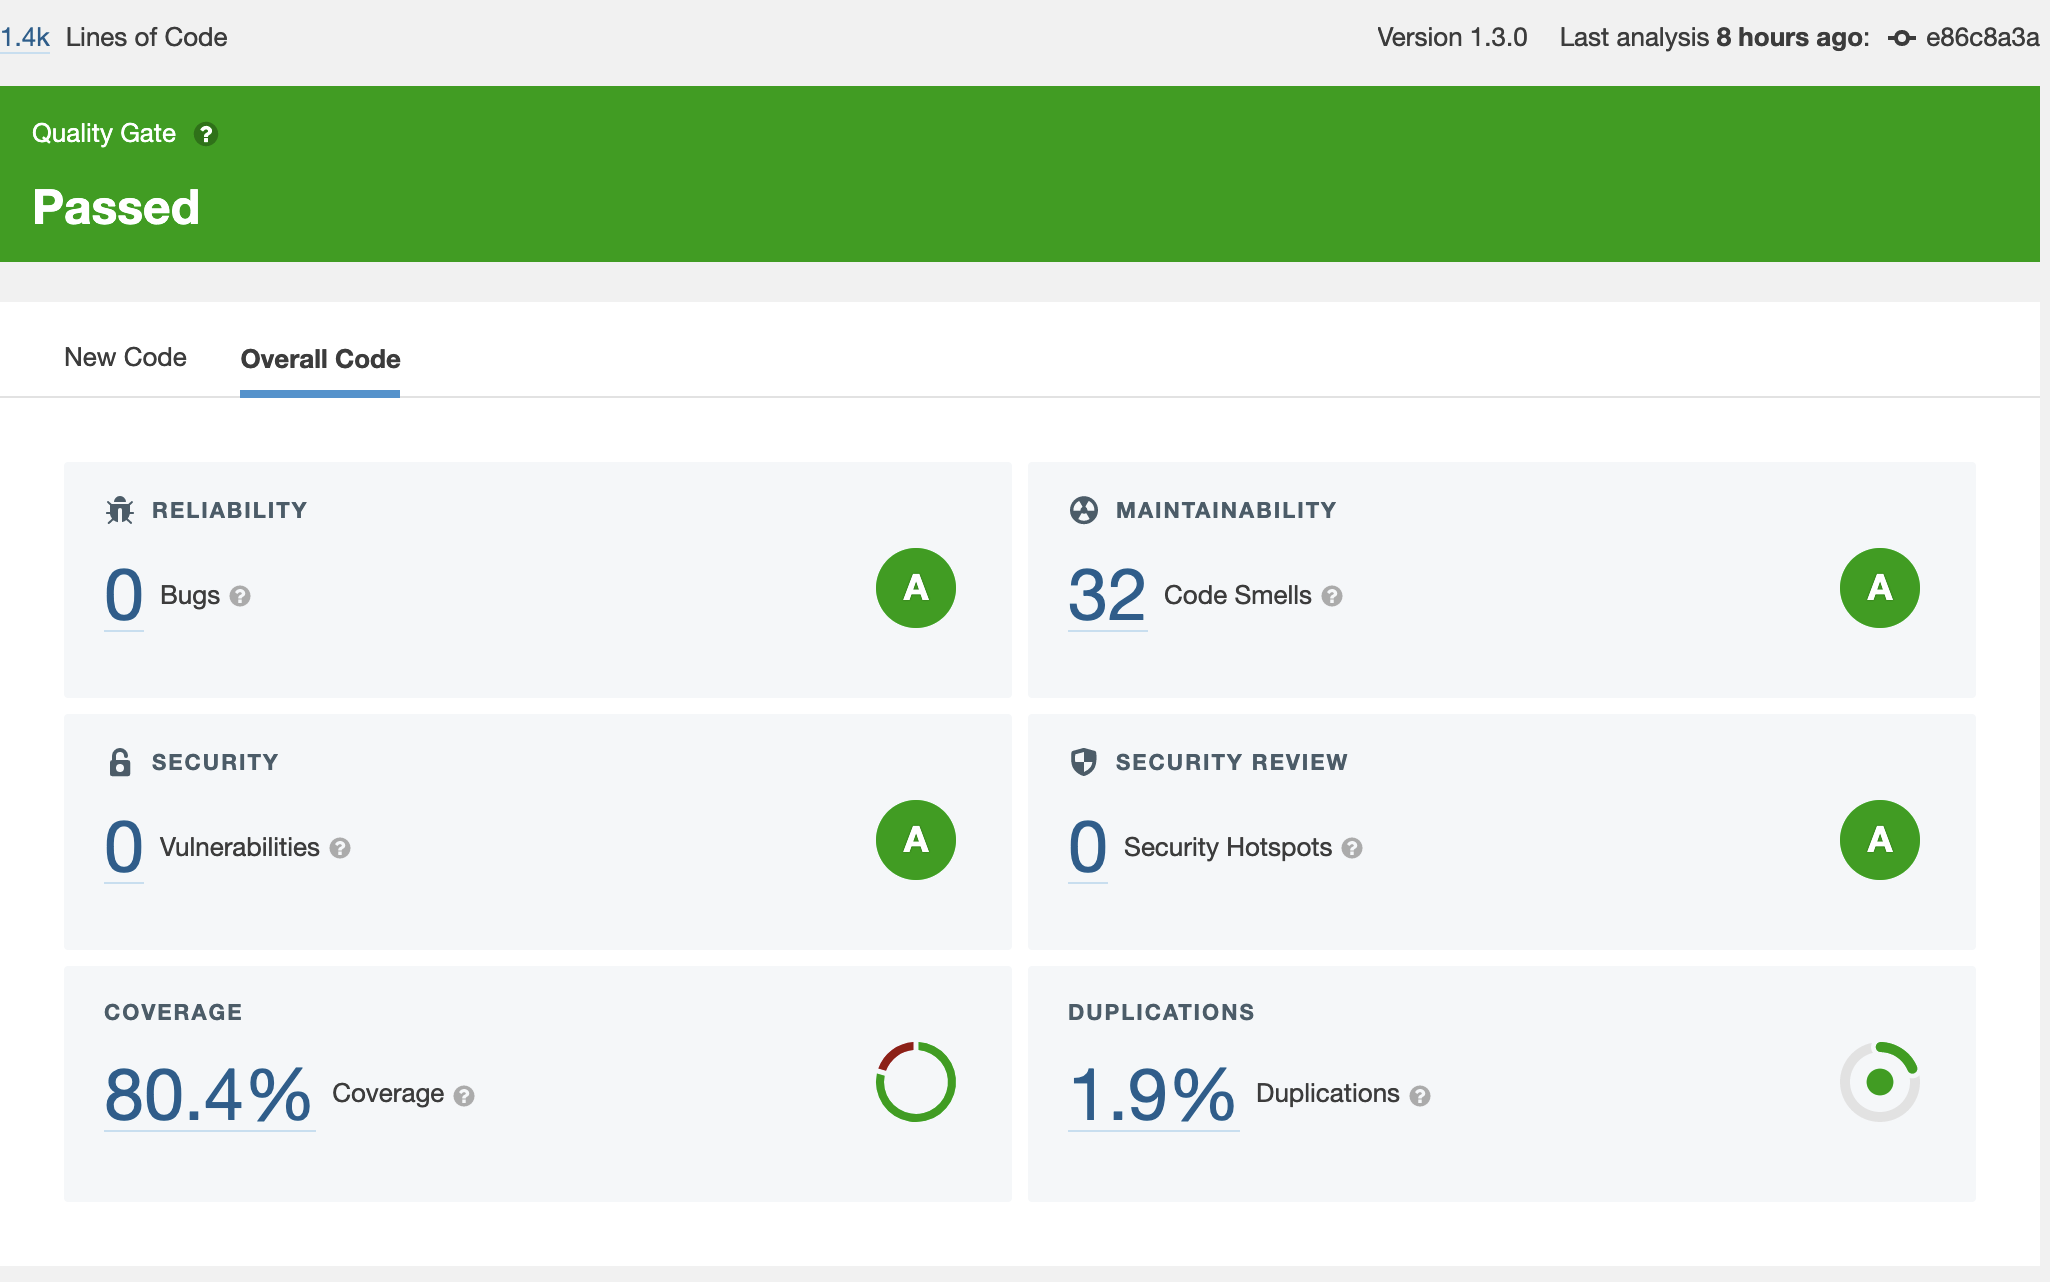 1.4k Lines of Code Version 1.3.0 Last analysis 8 hours ago: e86c8a3a
Quality Gate ?
Passed
New Code Overall Code
RELIABILITY
0 Bugs ?
A
MAINTAINABILITY
32 Code Smells ?
A
SECURITY
0 Vulnerabilities ?
A
SECURITY REVIEW
0 Security Hotspots ?
A
COVERAGE
80.4% Coverage ?
DUPLICATIONS
1.9% Duplications ?